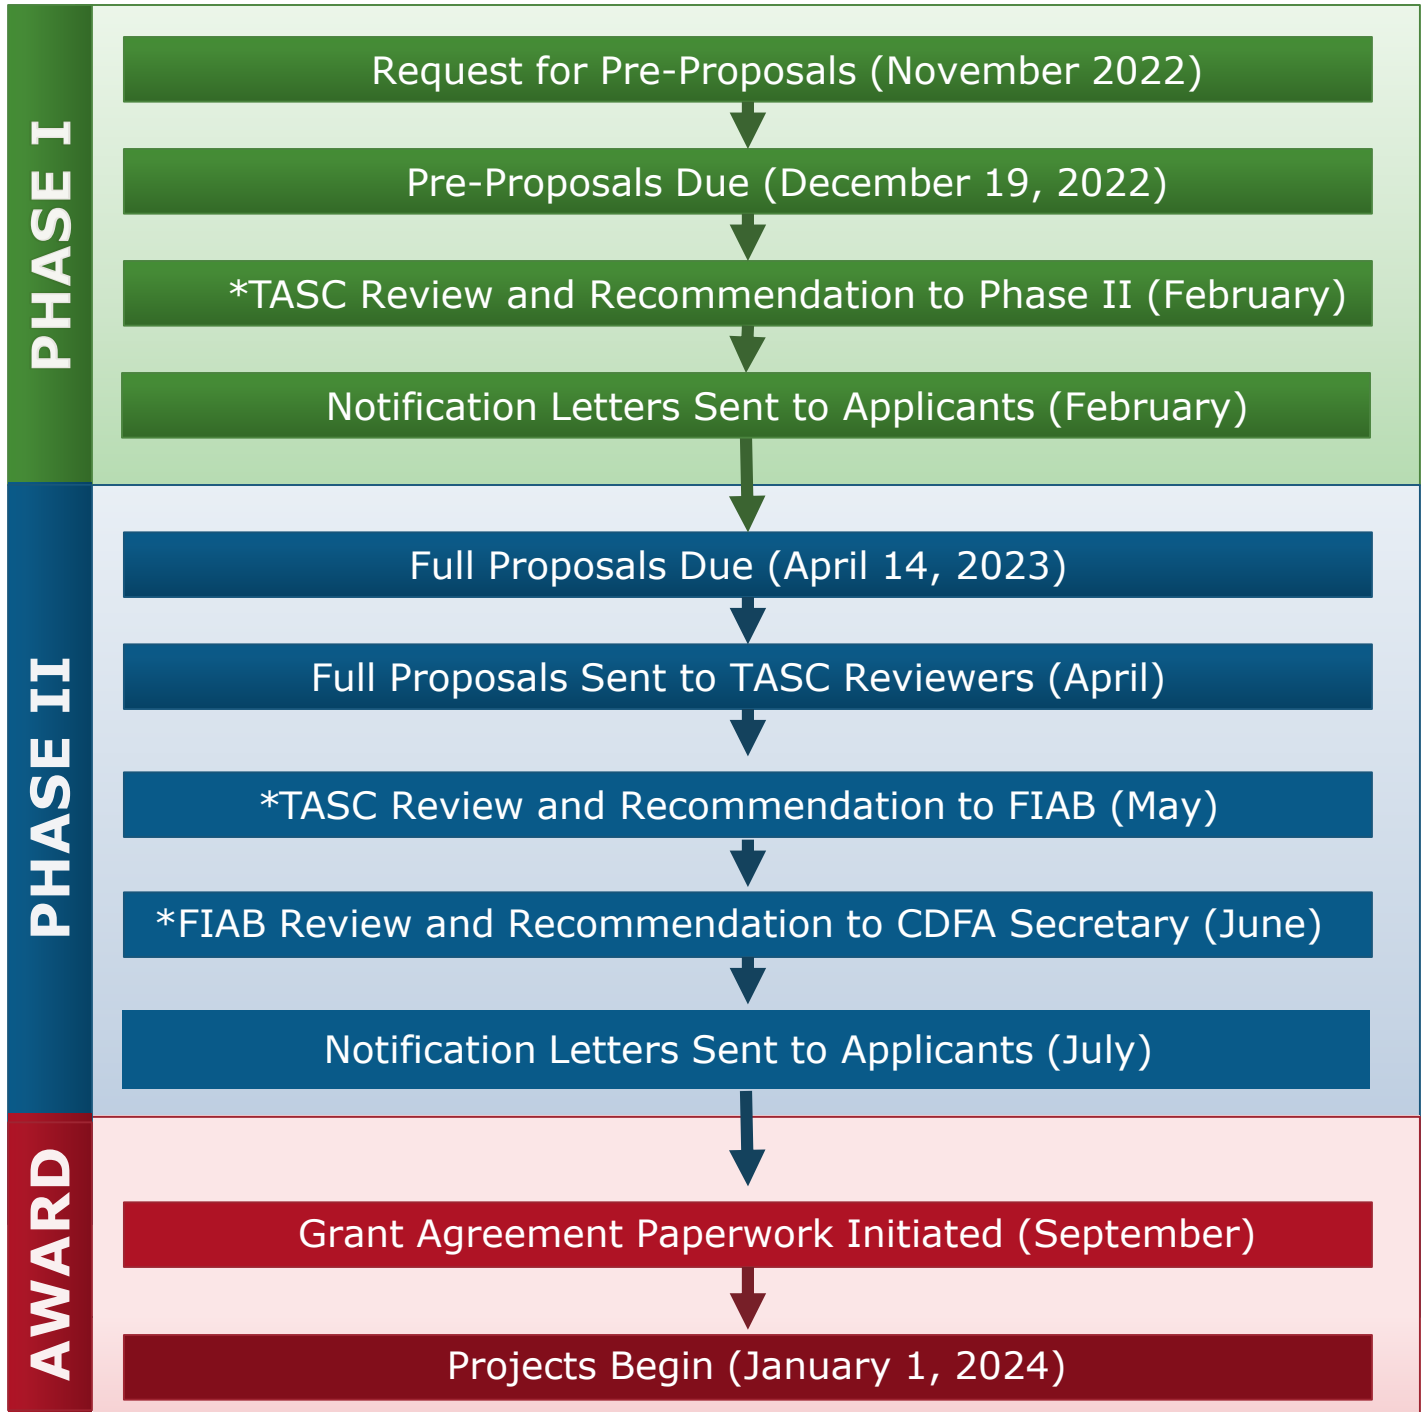 PHASE I
Request for Pre-Proposals (November 2022)
Pre-Proposals Due (December 19, 2022)
*TASC Review and Recommendation to Phase II (February)
Notification Letters Sent to Applicants (February)
PHASE II
Full Proposals Due (April 14, 2023)
Full Proposals Sent to TASC Reviewers (April)
*TASC Review and Recommendation to FIAB (May)
*FIAB Review and Recommendation to CDFA Secretary (June)
Notification Letters Sent to Applicants (July)
AWARD
Grant Agreement Paperwork Initiated (September)
Projects Begin (January 1, 2024)